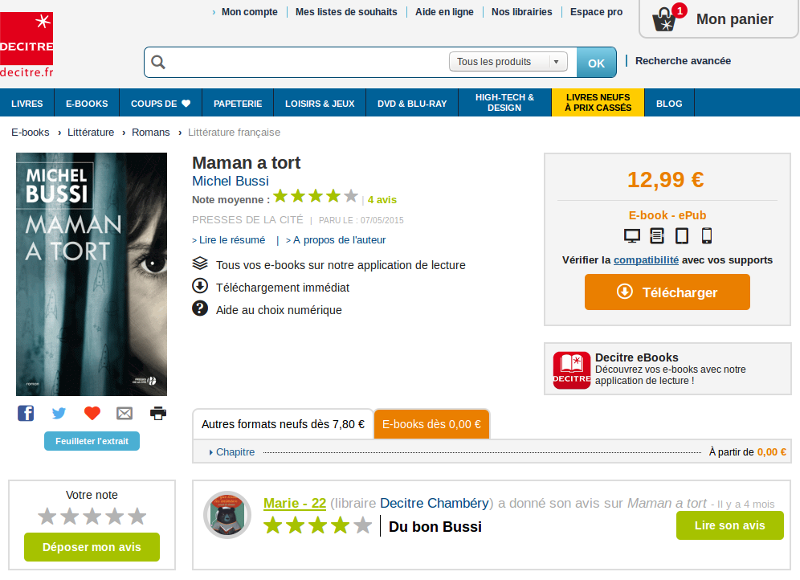 › Mon compte | Mes listes de souhaits | Aide en ligne | Nos librairies | Espace pro
1
Mon panier
DECITRE
decitre.fr
Tous les produits
OK
Recherche avancée
LIVRES
E-BOOKS
COUPS DE
PAPETERIE
LOISIRS & JEUX
DVD & BLU-RAY
HIGH-TECH &
DESIGN
LIVRES NEUFS
À PRIX CASSÉS
BLOG
E-books › Littérature › Romans › Littérature française
MICHEL
BUSSI
MAMAN
A TORT
roman
Maman a tort
Michel Bussi
Note moyenne : | 4 avis
PRESSES DE LA CITÉ | PARU LE : 07/05/2015
> Lire le résumé | > A propos de l'auteur
Tous vos e-books sur notre application de lecture
Téléchargement immédiat
Aide au choix numérique
12,99 €
E-book - ePub
Vérifier la compatibilité avec vos supports
Télécharger
DECITRE
Decitre eBooks
Découvrez vos e-books avec notre
application de lecture !
Feuilleter l'extrait
Autres formats neufs dès 7,80 €
E-books dès 0,00 €
Chapitre
À partir de 0,00 €
Votre note
Déposer mon avis
Marie - 22 (libraire Decitre Chambéry) a donné son avis sur Maman a tort - Il y a 4 mois
Du bon Bussi
Lire son avis